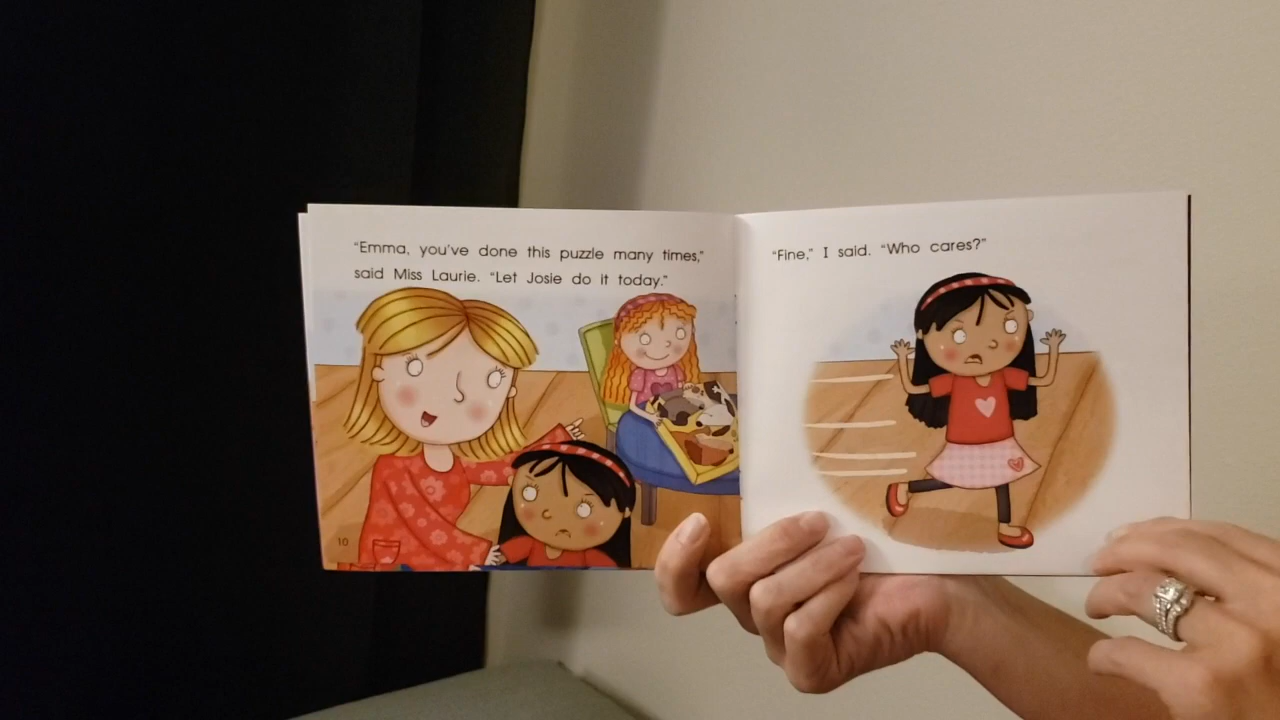 “Emma, you’ve done this puzzle many times,”
said Miss Laurie. “Let Josie do it today.”
10
“Fine,” I said. “Who cares?”